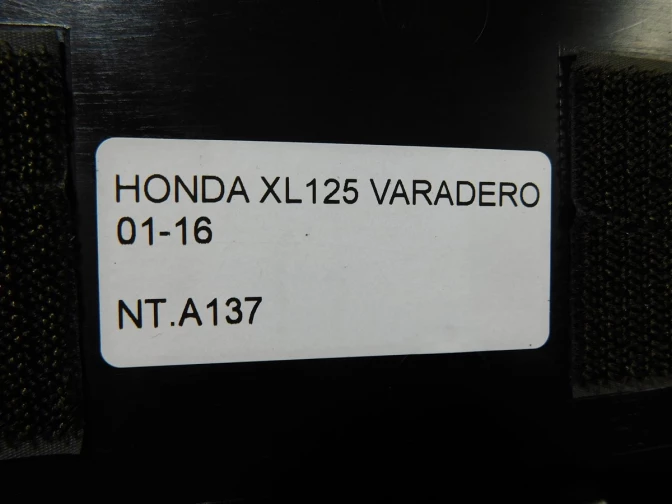 HONDA XL125 VARADERO
01-16
NT.A137